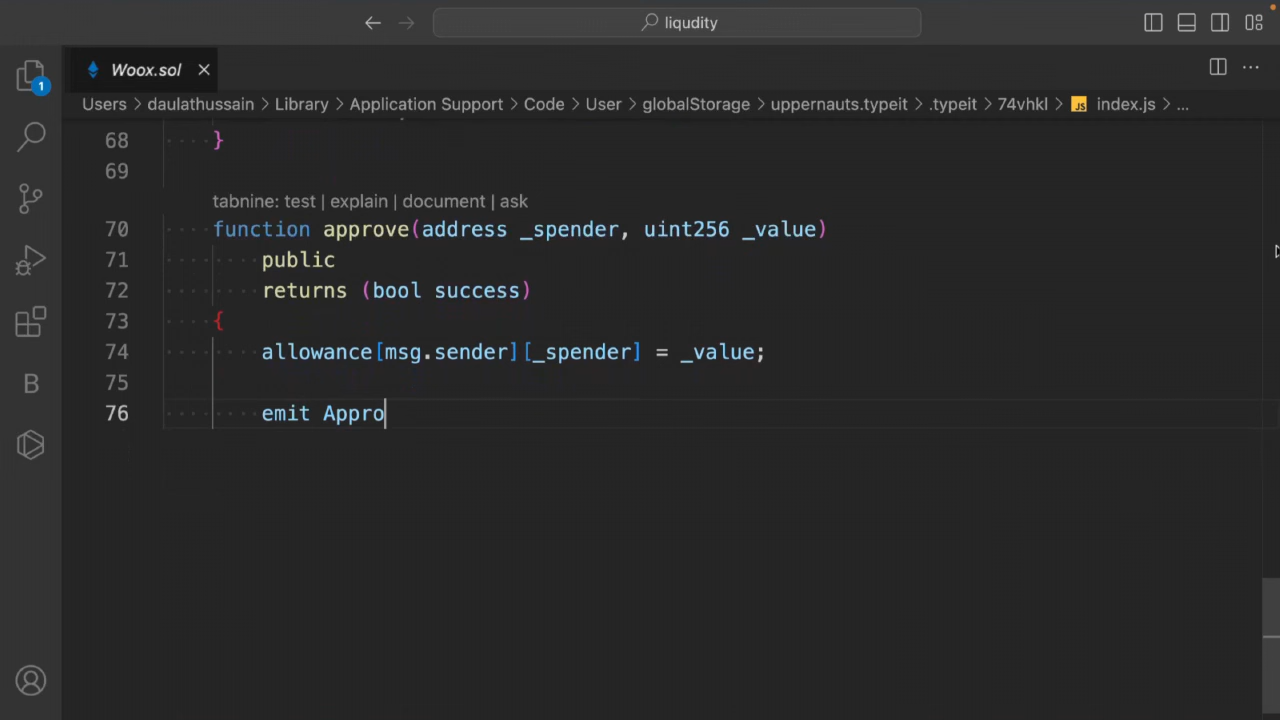 liqudity
Woox.sol
1
Users > daulathussain > Library > Application Support > Code > User > globalStorage > uppernauts.typeit > .typeit > 74vhkl > JS index.js > ...
68 }
69
tabnine: test | explain | document | ask
70 function approve(address _spender, uint256 _value)
71 public
72 returns (bool success)
73 {
74 allowance[msg.sender][_spender] = _value;
75
76 emit Appro
B